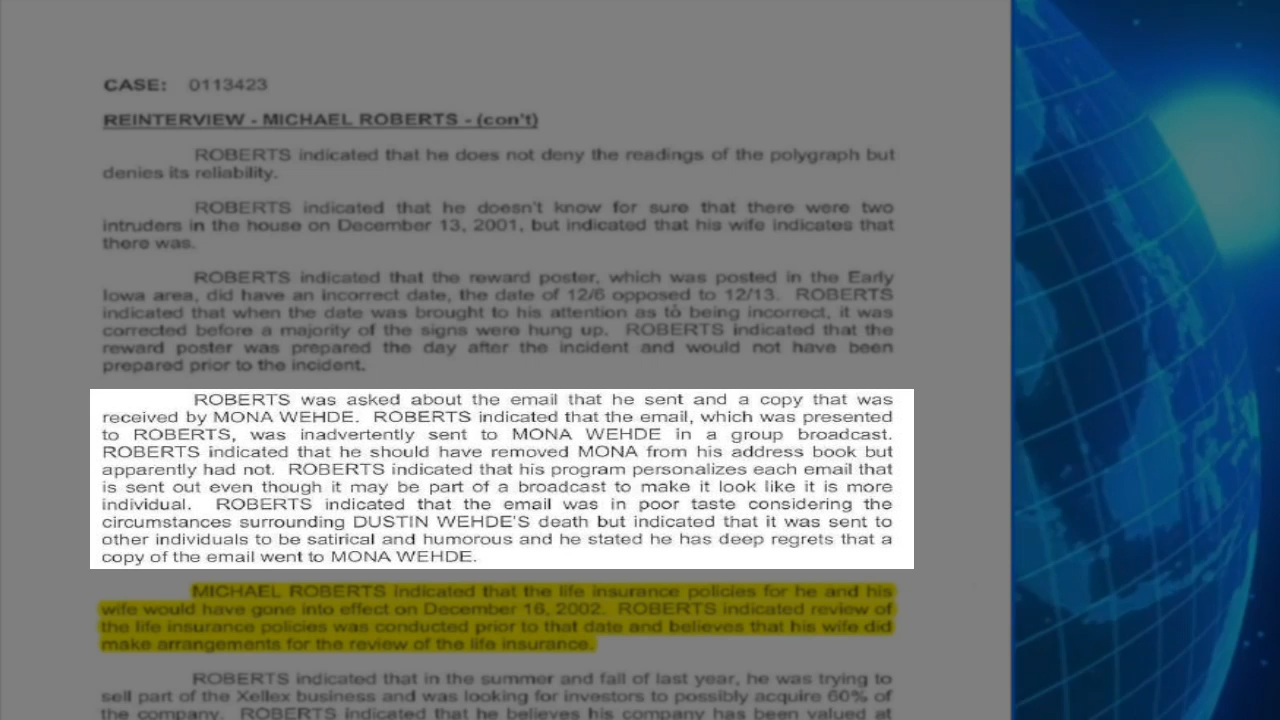 CASE: 0113423
REINTERVIEW - MICHAEL ROBERTS - (con't)
ROBERTS indicated that he does not deny the readings of the polygraph but
denies its reliability.
ROBERTS indicated that he doesn't know for sure that there were two
intruders in the house on December 13, 2001, but indicated that his wife indicates that
there was.
ROBERTS indicated that the reward poster, which was posted in the Early
Iowa area, did have an incorrect date, the date of 12/6 opposed to 12/13. ROBERTS
indicated that when the date was brought to his attention as to being incorrect, it was
corrected before a majority of the signs were hung up. ROBERTS indicated that the
reward poster was prepared the day after the incident and would not have been
prepared prior to the incident.
ROBERTS was asked about the email that he sent and a copy that was
received by MONA WEHDE. ROBERTS indicated that the email, which was presented
to ROBERTS, was inadvertently sent to MONA WEHDE in a group broadcast.
ROBERTS indicated that he should have removed MONA from his address book but
apparently had not. ROBERTS indicated that his program personalizes each email that
is sent out even though it may be part of a broadcast to make it look like it is more
individual. ROBERTS indicated that the email was in poor taste considering the
circumstances surrounding DUSTIN WEHDE'S death but indicated that it was sent to
other individuals to be satirical and humorous and he stated he has deep regrets that a
copy of the email went to MONA WEHDE.
MICHAEL ROBERTS indicated that the life insurance policies for he and his
wife would have gone into effect on December 16, 2002. ROBERTS indicated review of
the life insurance policies was conducted prior to that date and believes that his wife did
make arrangements for the review of the life insurance.
ROBERTS indicated that in the summer and fall of last year, he was trying to
sell part of the Xellex business and was looking for investors to possibly acquire 60% of
the company. ROBERTS indicated that he believes his company has been valued at